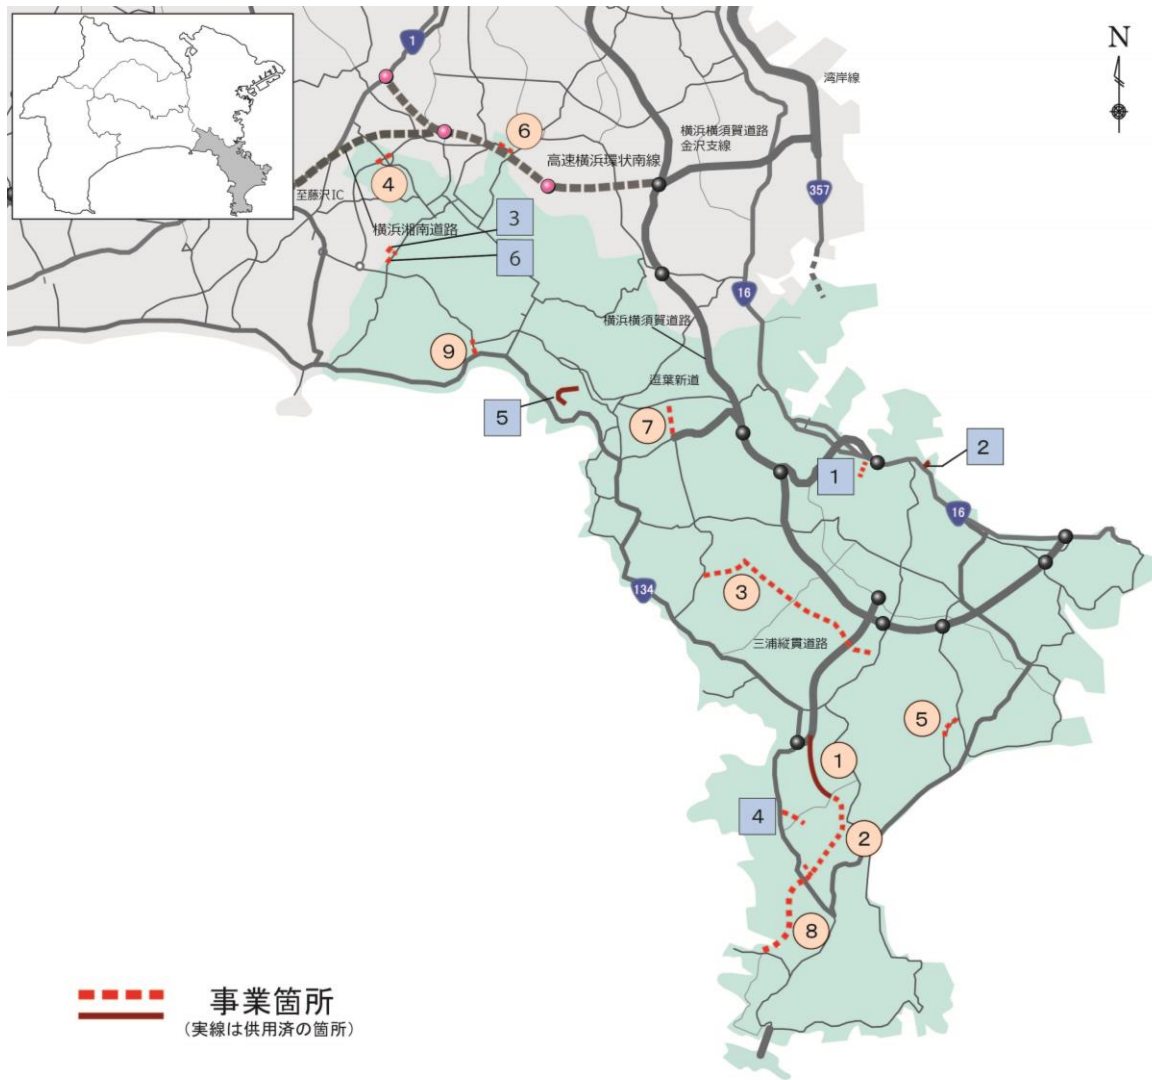 1
N
湾岸線
6
横浜横須賀道路
金沢支線
高速横浜環状南線
4
至藤沢IC
357
3
横浜湘南道路
6
16
横浜横須賀道路
9
逗葉新道
5
7
2
1
16
3
134
三浦縦貫道路
5
1
4
2
8
事業箇所
(実線は供用済の箇所)